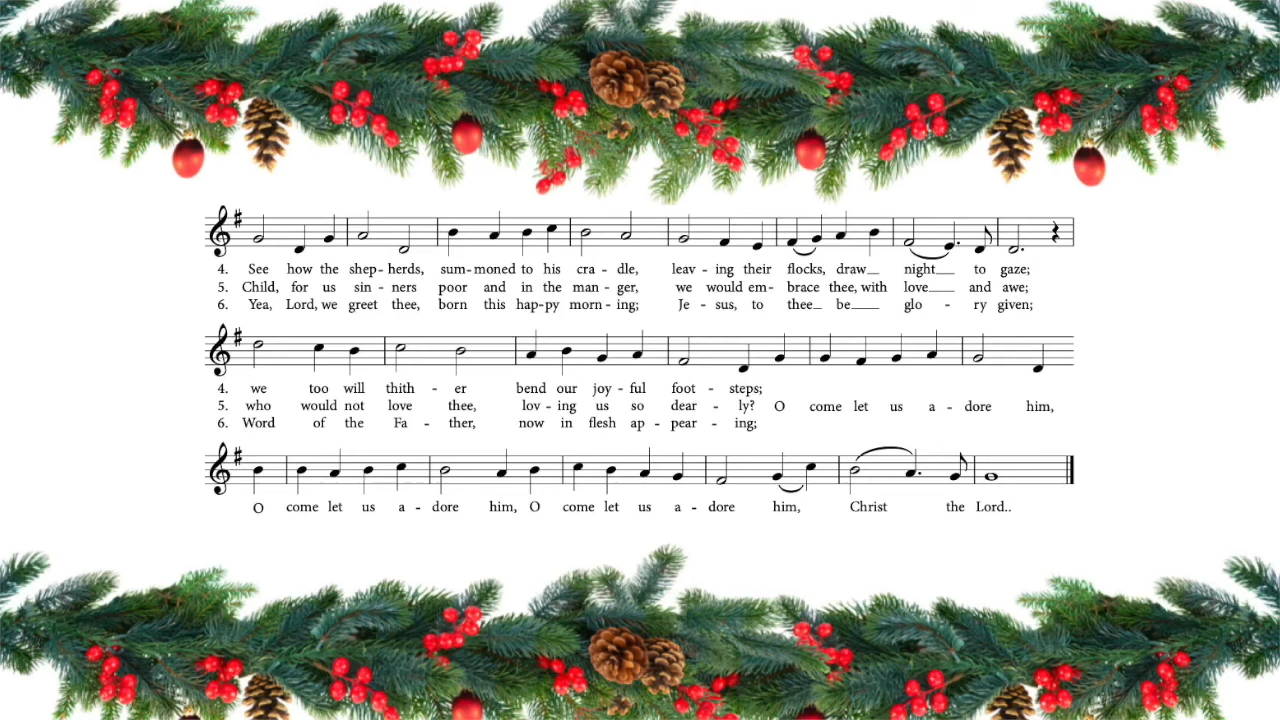 4. See how the shep - herds, sum - moned to his cra - dle, leav - ing their flocks, draw night to gaze;
5. Child, for us sin - ners poor and in the man - ger, we would em - brace thee, with love and awe;
6. Yea, Lord, we greet thee, born this hap - py morn - ing; Je - sus, to thee be glo - ry given;
4. we too will thith - er bend our joy - ful foot - steps;
5. who would not love thee, lov - ing us so dear - ly? O come let us a - dore him,
6. Word of the Fa - ther, now in flesh ap - pear - ing;
O come let us a - dore him, O come let us a - dore him, Christ the Lord..